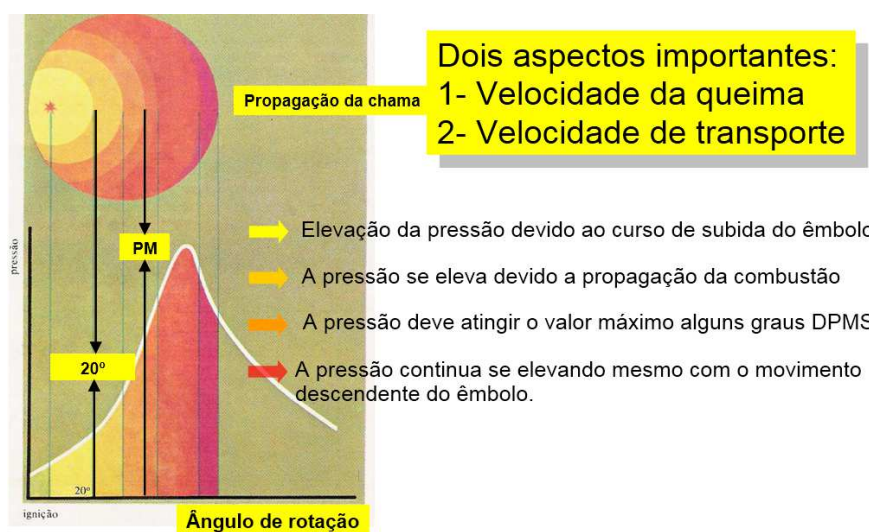 Dois aspectos importantes:
1- Velocidade da queima
2- Velocidade de transporte
Propagação da chama
Elevação da pressão devido ao curso de subida do êmbolo
A pressão se eleva devido a propagação da combustão
A pressão deve atingir o valor máximo alguns graus DPMS
A pressão continua se elevando mesmo com o movimento
descendente do êmbolo.
pressão
PM
20º
20º
ignição
Ângulo de rotação